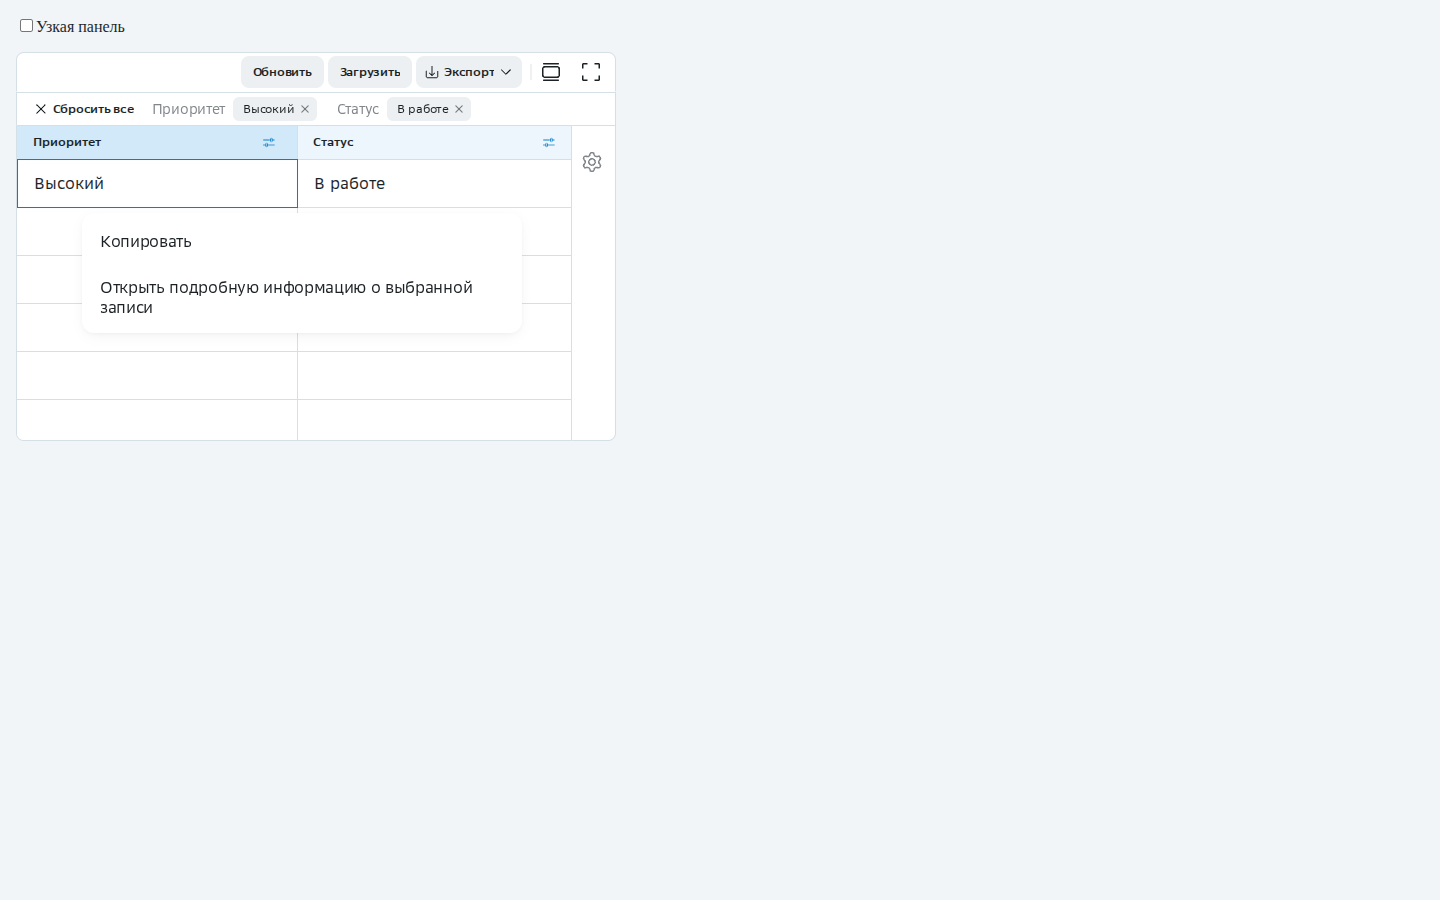 Узкая панель
Обновить Загрузить Экспорт
Сбросить все Приоритет Высокий Статус В работе
Приоритет Статус
Высокий В работе
Копировать
Открыть подробную информацию о выбранной
записи